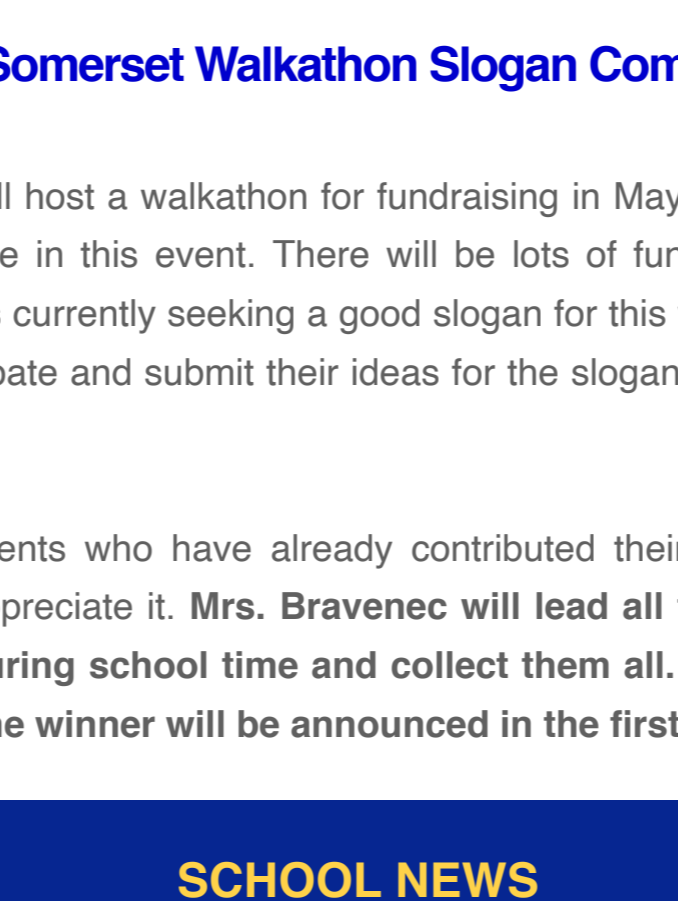 Somerset Walkathon Slogan Com
ll host a walkathon for fundraising in May
e in this event. There will be lots of fun
s currently seeking a good slogan for this
pate and submit their ideas for the slogan
ents who have already contributed their
preciate it. Mrs. Bravenec will lead all
uring school time and collect them all.
he winner will be announced in the first
SCHOOL NEWS